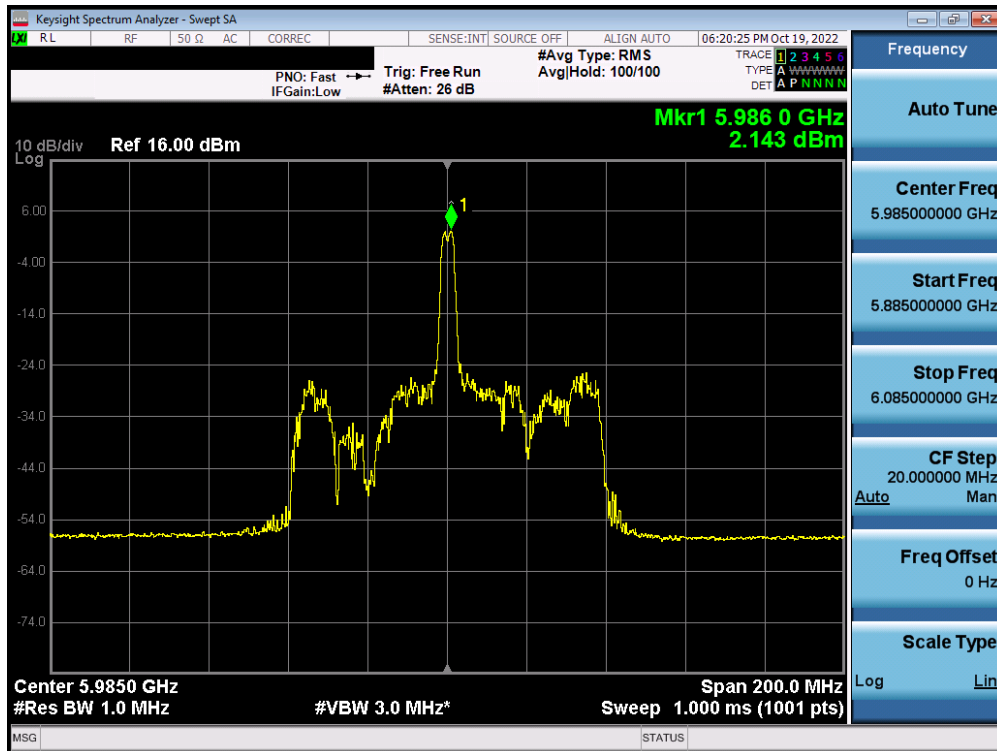 Keysight Spectrum Analyzer - Swept SA
LXI RL RF 50 Ω AC CORREC SENSE:INT SOURCE OFF ALIGN AUTO 06:20:25 PM Oct 19, 2022
PNO: Fast
IFGain:Low
Trig: Free Run
#Atten: 26 dB
#Avg Type: RMS
Avg|Hold: 100/100
TRACE 1 2 3 4 5 6
TYPE A WWWWW
DET A P N N N N
Mkr1 5.986 0 GHz
2.143 dBm
10 dB/div Ref 16.00 dBm
Log
1
6.00
-4.00
-14.0
-24.0
-34.0
-44.0
-54.0
-64.0
-74.0
Center 5.9850 GHz Span 200.0 MHz
#Res BW 1.0 MHz #VBW 3.0 MHz* Sweep 1.000 ms (1001 pts)
MSG STATUS
Frequency
Auto Tune
Center Freq
5.985000000 GHz
Start Freq
5.885000000 GHz
Stop Freq
6.085000000 GHz
CF Step
20.000000 MHz
Auto Man
Freq Offset
0 Hz
Scale Type
Log Lin